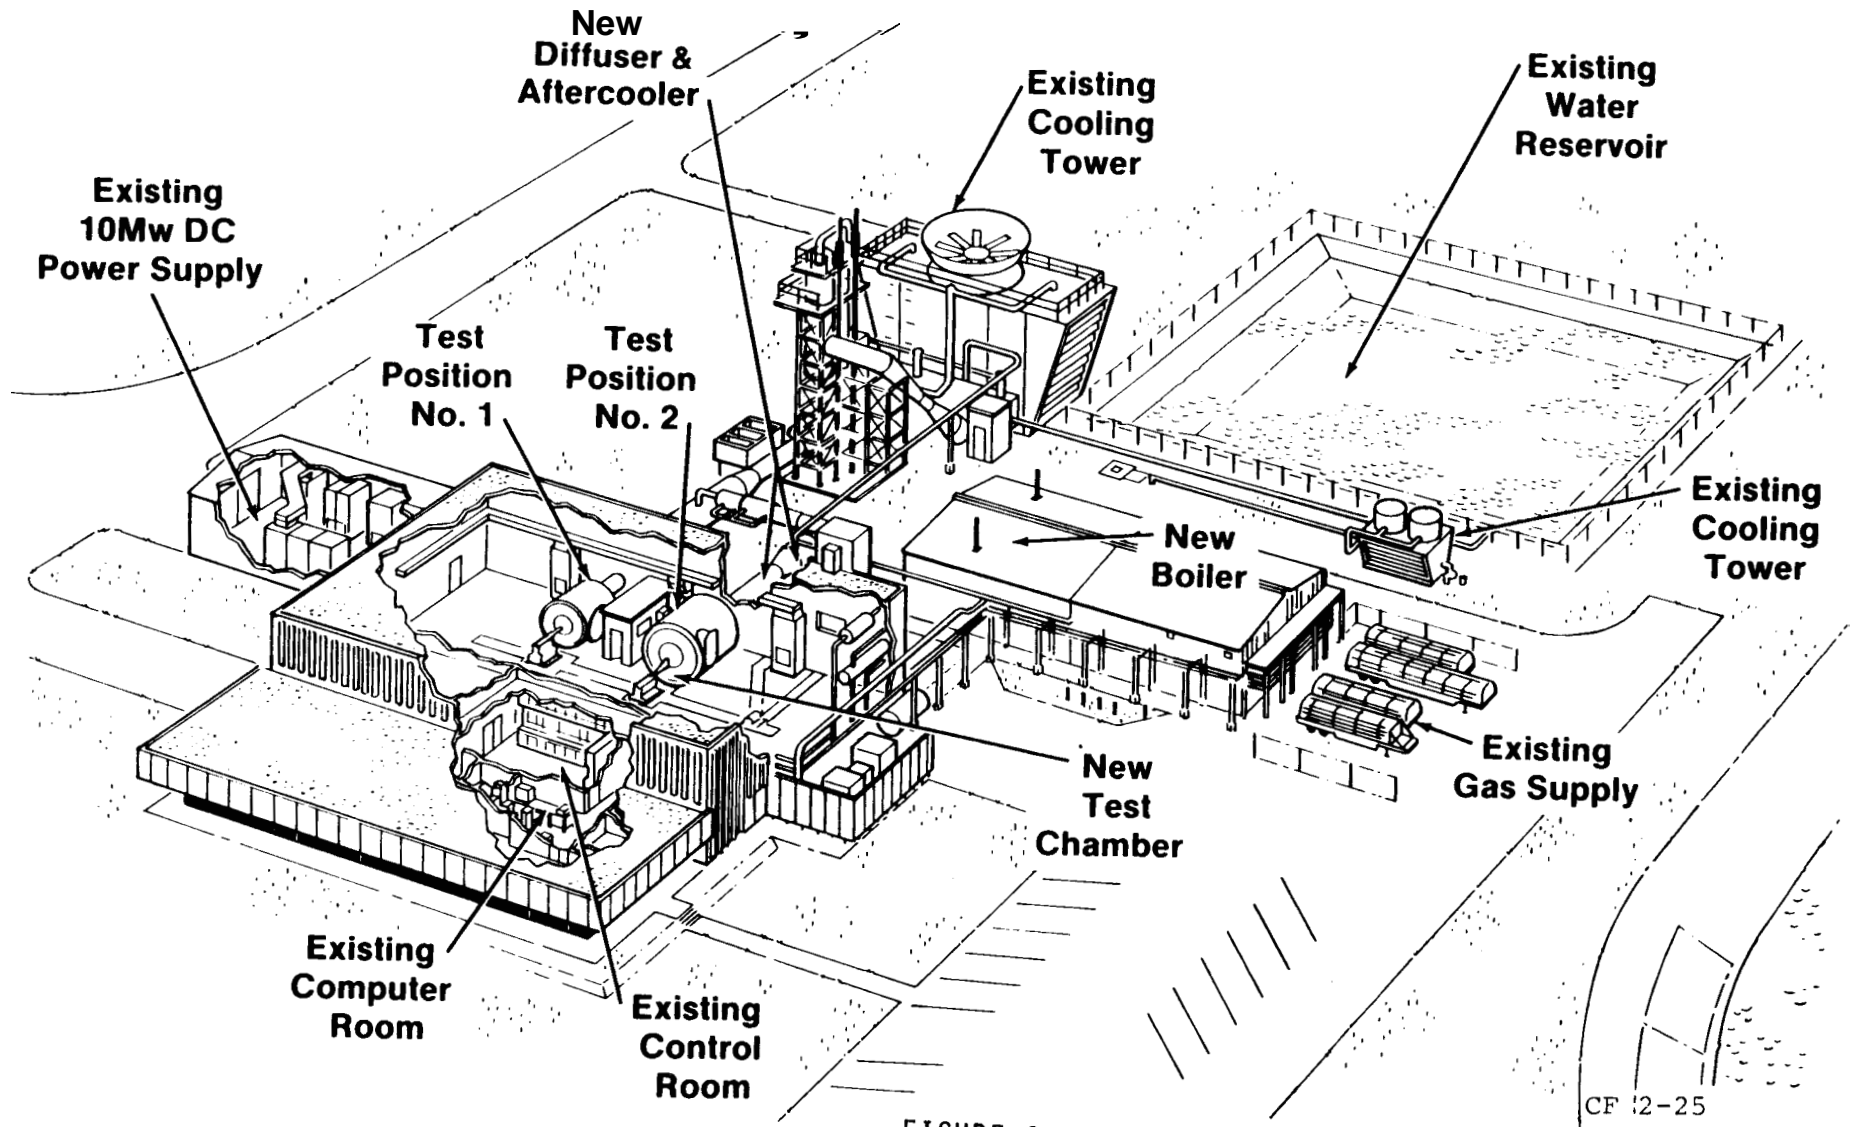 New
Diffuser &
Aftercooler
Existing
Cooling
Tower
Existing
Water
Reservoir
Existing
10Mw DC
Power Supply
Test
Position
No. 1
Test
Position
No. 2
Existing
Cooling
Tower
New
Boiler
Existing
Gas Supply
New
Test
Chamber
Existing
Computer
Room
Existing
Control
Room
CF 2-25
FIGURE